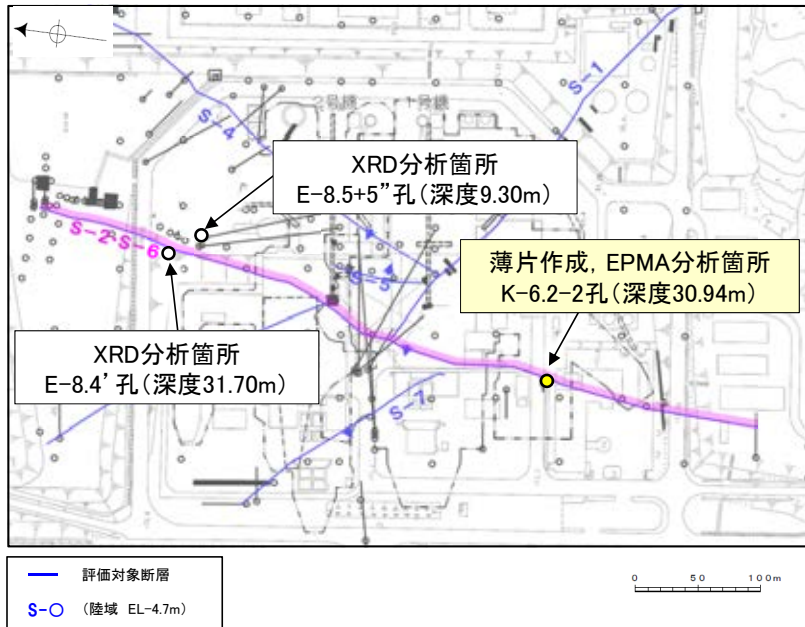 S-1
S-4
2号機
1号機
XRD分析箇所
E-8.5+5”孔(深度9.30m)
S-2・S-6
S-5
薄片作成, EPMA分析箇所
K-6.2-2孔(深度30.94m)
XRD分析箇所
E-8.4’孔(深度31.70m)
S-7
評価対象断層
S-○ (陸域 EL-4.7m)
0 50 100m